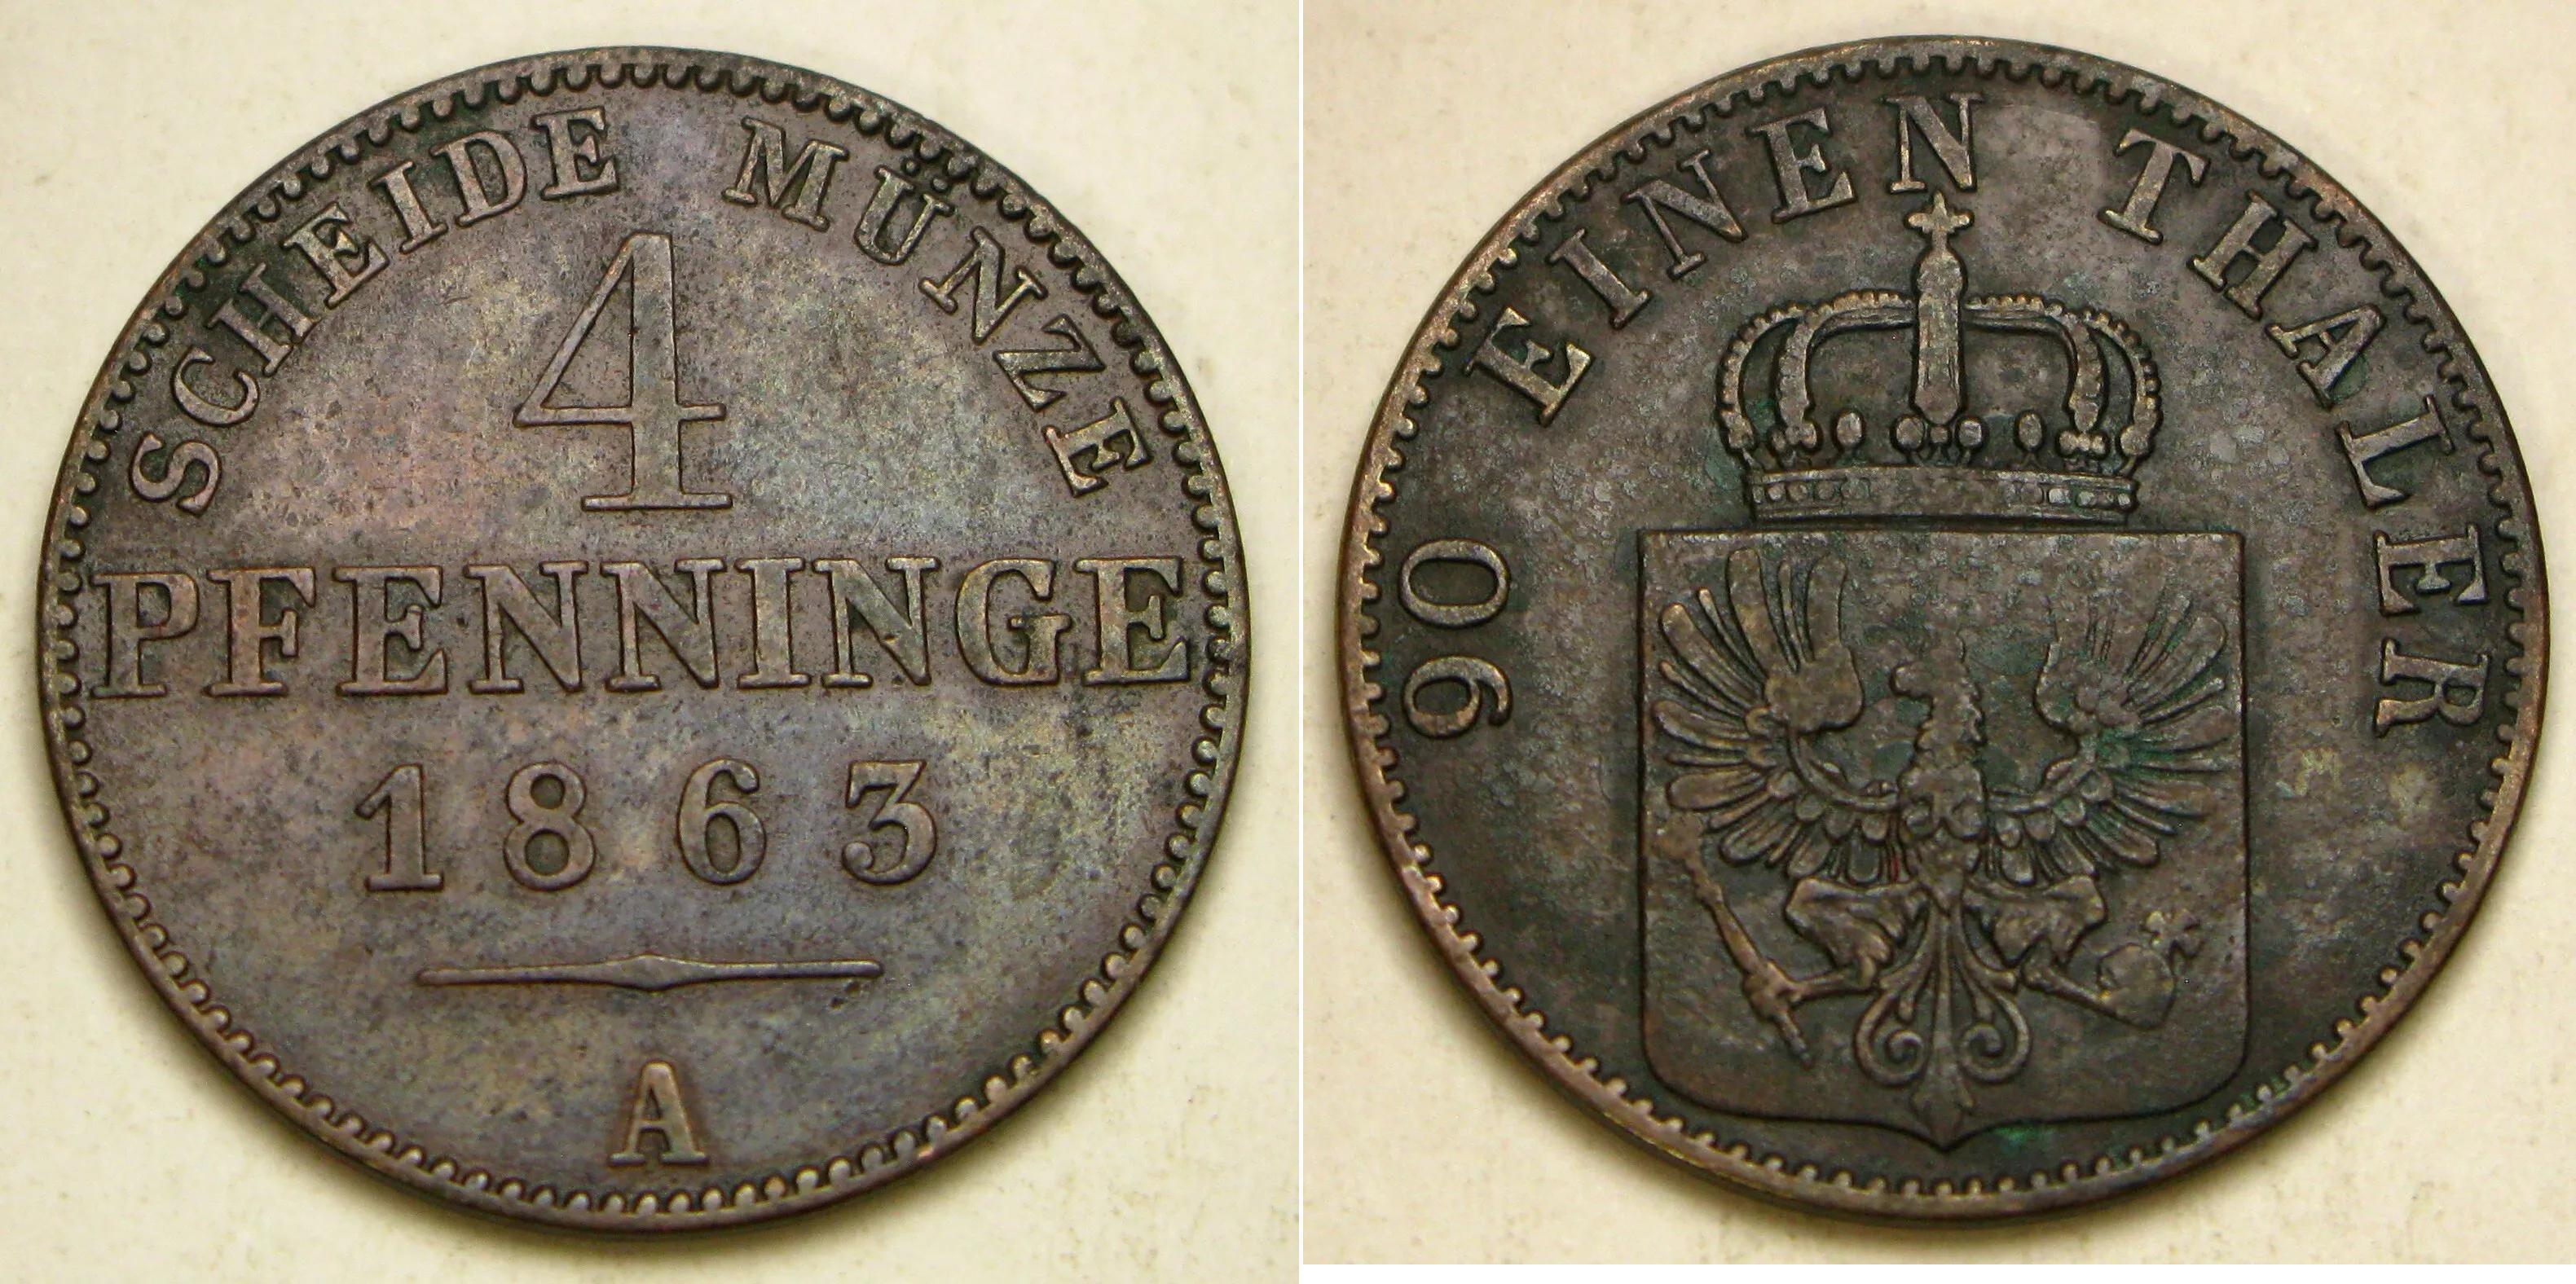 SCHEIDE MÜNZE
4
PFENNINGE
1863
A
90 EINEN THALER